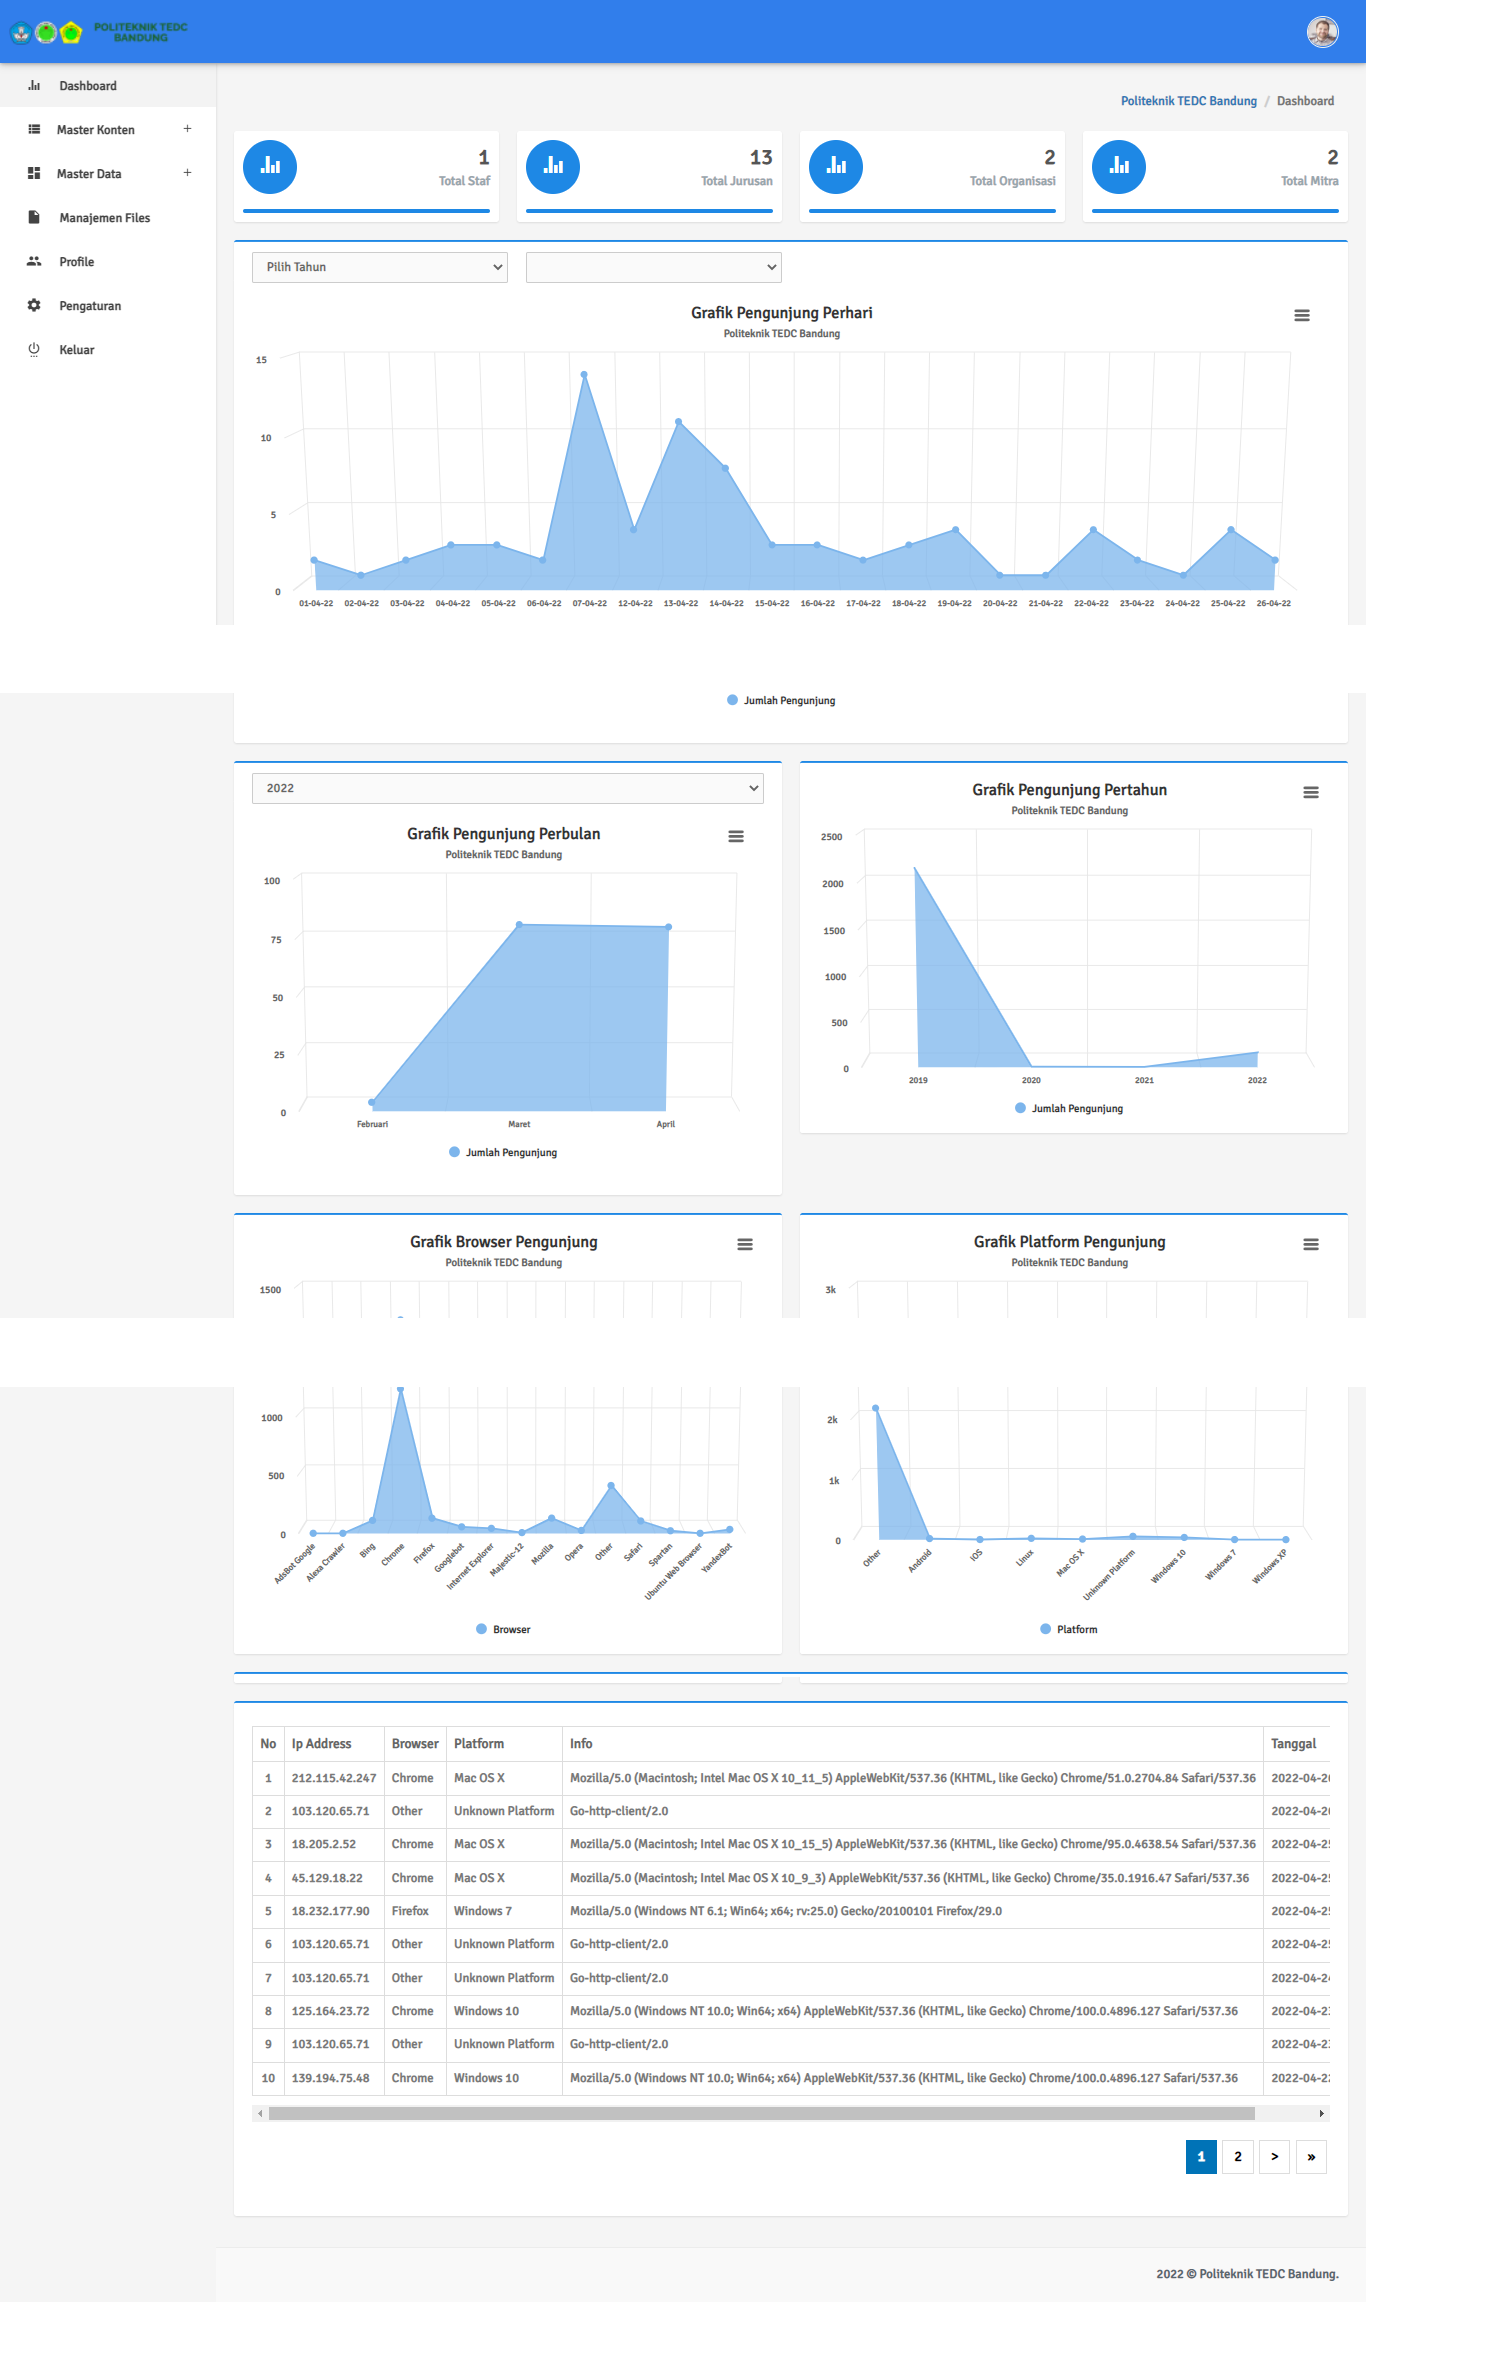 POLITEKNIK TEDC
BANDUNG
Dashboard
Master Konten +
Master Data +
Manajemen Files
Profile
Pengaturan
Keluar
Politeknik TEDC Bandung / Dashboard
1
Total Staf
13
Total Jurusan
2
Total Organisasi
2
Total Mitra
Pilih Tahun
Grafik Pengunjung Perhari
Politeknik TEDC Bandung
15
10
5
0
01-04-22 02-04-22 03-04-22 04-04-22 05-04-22 06-04-22 07-04-22 12-04-22 13-04-22 14-04-22 15-04-22 16-04-22 17-04-22 18-04-22 19-04-22 20-04-22 21-04-22 22-04-22 23-04-22 24-04-22 25-04-22 26-04-22
Jumlah Pengunjung
2022
Grafik Pengunjung Perbulan
Politeknik TEDC Bandung
100
75
50
25
0
Februari Maret April
Jumlah Pengunjung
Grafik Pengunjung Pertahun
Politeknik TEDC Bandung
2500
2000
1500
1000
500
0
2019 2020 2021 2022
Jumlah Pengunjung
Grafik Browser Pengunjung
Politeknik TEDC Bandung
1500
1000
500
0
AdsBot Google Alexa Crawler Bing Chrome Firefox Googlebot Internet Explorer Majestic-12 Mozilla Opera Other Safari Spartan Ubuntu Web Browser YandexBot
Browser
Grafik Platform Pengunjung
Politeknik TEDC Bandung
3k
2k
1k
0
Other Android iOS Linux Mac OS X Unknown Platform Windows 10 Windows 7 Windows XP
Platform
No Ip Address Browser Platform Info Tanggal
1 212.115.42.247 Chrome Mac OS X Mozilla/5.0 (Macintosh; Intel Mac OS X 10_11_5) AppleWebKit/537.36 (KHTML, like Gecko) Chrome/51.0.2704.84 Safari/537.36 2022-04-2
2 103.120.65.71 Other Unknown Platform Go-http-client/2.0 2022-04-2
3 18.205.2.52 Chrome Mac OS X Mozilla/5.0 (Macintosh; Intel Mac OS X 10_15_5) AppleWebKit/537.36 (KHTML, like Gecko) Chrome/95.0.4638.54 Safari/537.36 2022-04-2
4 45.129.18.22 Chrome Mac OS X Mozilla/5.0 (Macintosh; Intel Mac OS X 10_9_3) AppleWebKit/537.36 (KHTML, like Gecko) Chrome/35.0.1916.47 Safari/537.36 2022-04-2
5 18.232.177.90 Firefox Windows 7 Mozilla/5.0 (Windows NT 6.1; Win64; x64; rv:25.0) Gecko/20100101 Firefox/29.0 2022-04-2
6 103.120.65.71 Other Unknown Platform Go-http-client/2.0 2022-04-2
7 103.120.65.71 Other Unknown Platform Go-http-client/2.0 2022-04-2
8 125.164.23.72 Chrome Windows 10 Mozilla/5.0 (Windows NT 10.0; Win64; x64) AppleWebKit/537.36 (KHTML, like Gecko) Chrome/100.0.4896.127 Safari/537.36 2022-04-2
9 103.120.65.71 Other Unknown Platform Go-http-client/2.0 2022-04-2
10 139.194.75.48 Chrome Windows 10 Mozilla/5.0 (Windows NT 10.0; Win64; x64) AppleWebKit/537.36 (KHTML, like Gecko) Chrome/100.0.4896.127 Safari/537.36 2022-04-2
1 2 > »
2022 © Politeknik TEDC Bandung.